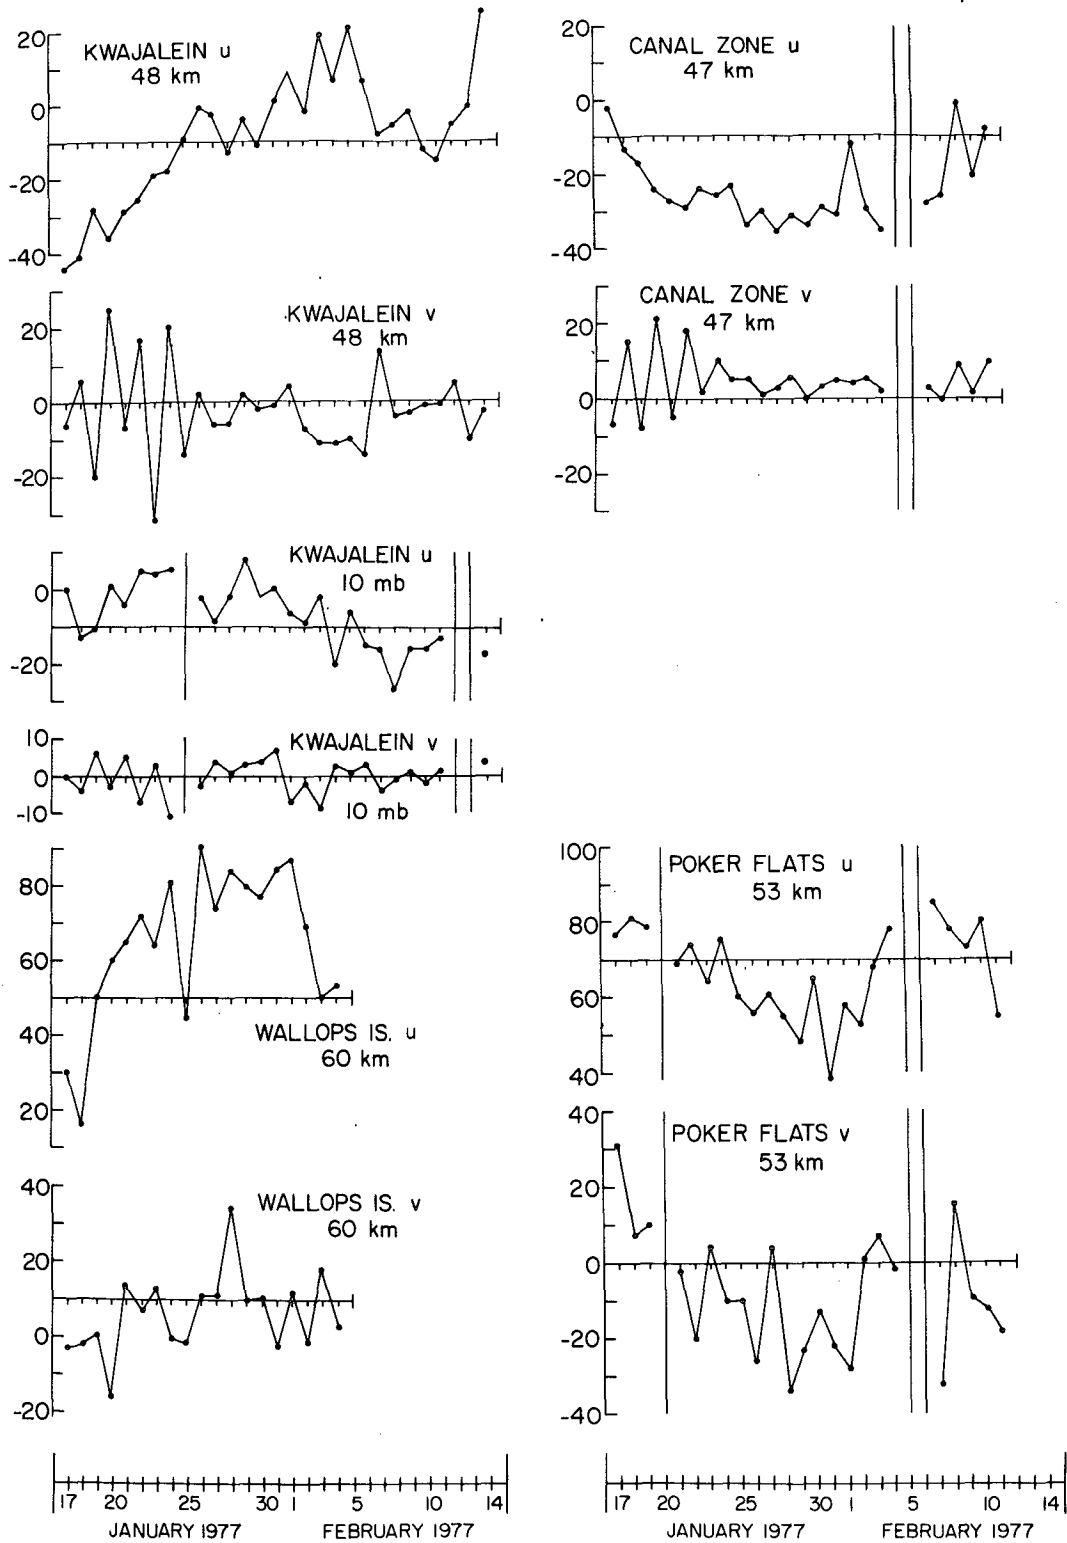 KWAJALEIN u
48 km
20
0
-20
-40
KWAJALEIN v
48 km
20
0
-20
KWAJALEIN u
10 mb
0
-20
KWAJALEIN v
10 mb
10
0
-10
WALLOPS IS. u
60 km
80
60
40
20
WALLOPS IS. v
60 km
40
20
0
-20
17 20 25 30 1 5 10 14
JANUARY 1977 FEBRUARY 1977
CANAL ZONE u
47 km
20
0
-20
-40
CANAL ZONE v
47 km
20
0
-20
POKER FLATS u
53 km
100
80
60
40
POKER FLATS v
53 km
40
20
0
-20
-40
17 20 25 30 1 5 10 14
JANUARY 1977 FEBRUARY 1977